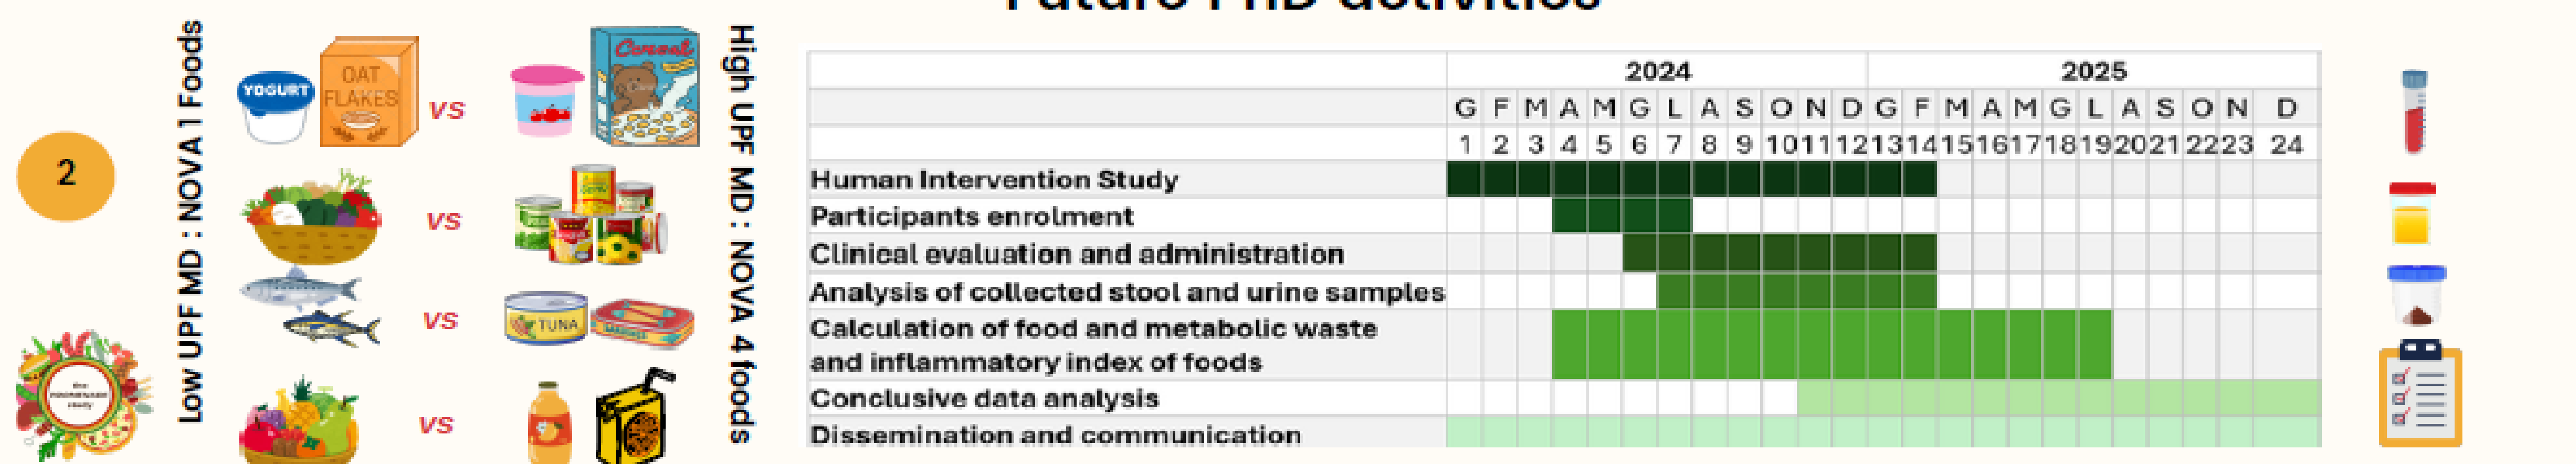 Future PhD activities
2
Low UPF MD : NOVA 1 Foods
YOGURT
OAT
FLAKES
vs
Cereal
vs
vs
TUNA
vs
High UPF MD : NOVA 4 foods
2024 2025
G F M A M G L A S O N D G F M A M G L A S O N D
1 2 3 4 5 6 7 8 9 10 11 12 13 14 15 16 17 18 19 20 21 22 23 24
Human Intervention Study
Participants enrolment
Clinical evaluation and administration
Analysis of collected stool and urine samples
Calculation of food and metabolic waste
and inflammatory index of foods
Conclusive data analysis
Dissemination and communication
the
study